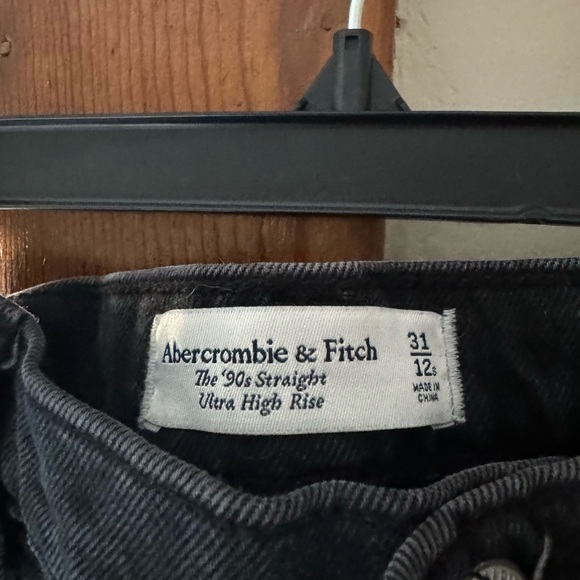 Abercrombie & Fitch
The '90s Straight
Ultra High Rise
31
12s
MADE IN
CHINA